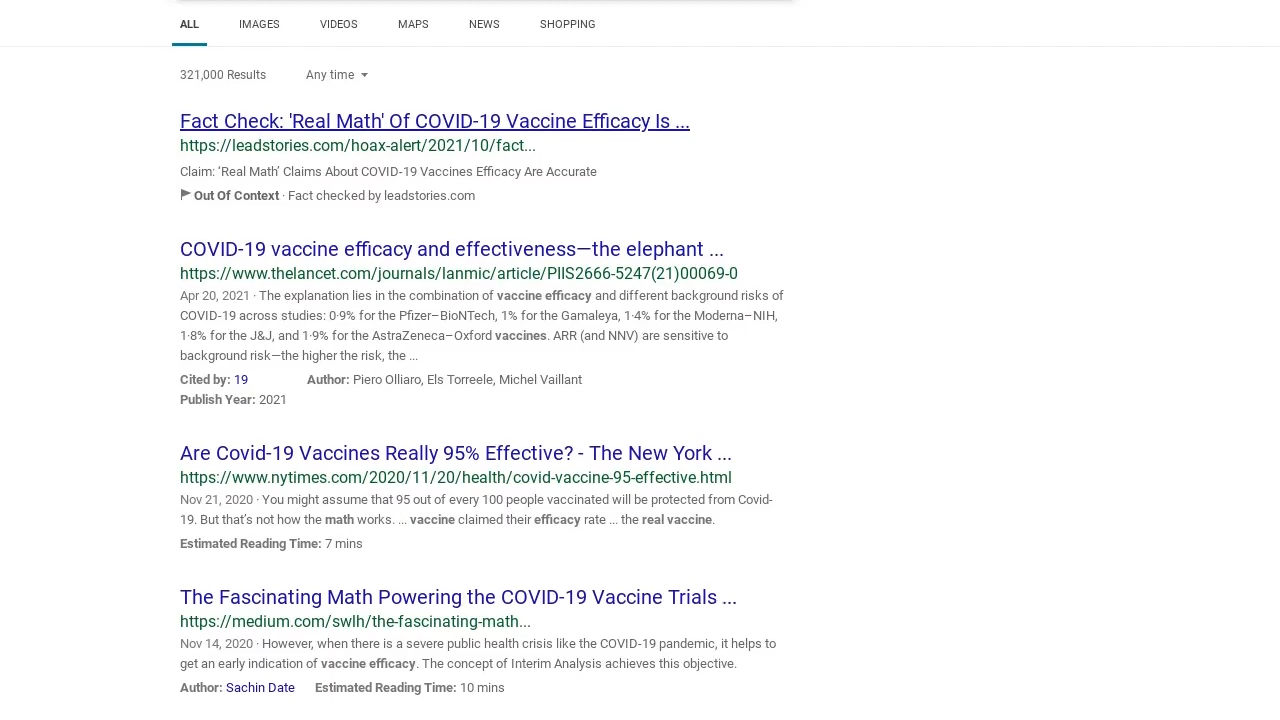 ALL IMAGES VIDEOS MAPS NEWS SHOPPING
321,000 Results Any time
Fact Check: 'Real Math' Of COVID-19 Vaccine Efficacy Is ...
https://leadstories.com/hoax-alert/2021/10/fact...
Claim: ‘Real Math’ Claims About COVID-19 Vaccines Efficacy Are Accurate
Out Of Context · Fact checked by leadstories.com
COVID-19 vaccine efficacy and effectiveness—the elephant ...
https://www.thelancet.com/journals/lanmic/article/PIIS2666-5247(21)00069-0
Apr 20, 2021 · The explanation lies in the combination of vaccine efficacy and different background risks of
COVID-19 across studies: 0·9% for the Pfizer–BioNTech, 1% for the Gamaleya, 1·4% for the Moderna–NIH,
1·8% for the J&J, and 1·9% for the AstraZeneca–Oxford vaccines. ARR (and NNV) are sensitive to
background risk—the higher the risk, the ...
Cited by: 19 Author: Piero Olliaro, Els Torreele, Michel Vaillant
Publish Year: 2021
Are Covid-19 Vaccines Really 95% Effective? - The New York ...
https://www.nytimes.com/2020/11/20/health/covid-vaccine-95-effective.html
Nov 21, 2020 · You might assume that 95 out of every 100 people vaccinated will be protected from Covid-
19. But that’s not how the math works. ... vaccine claimed their efficacy rate ... the real vaccine.
Estimated Reading Time: 7 mins
The Fascinating Math Powering the COVID-19 Vaccine Trials ...
https://medium.com/swlh/the-fascinating-math...
Nov 14, 2020 · However, when there is a severe public health crisis like the COVID-19 pandemic, it helps to
get an early indication of vaccine efficacy. The concept of Interim Analysis achieves this objective.
Author: Sachin Date Estimated Reading Time: 10 mins